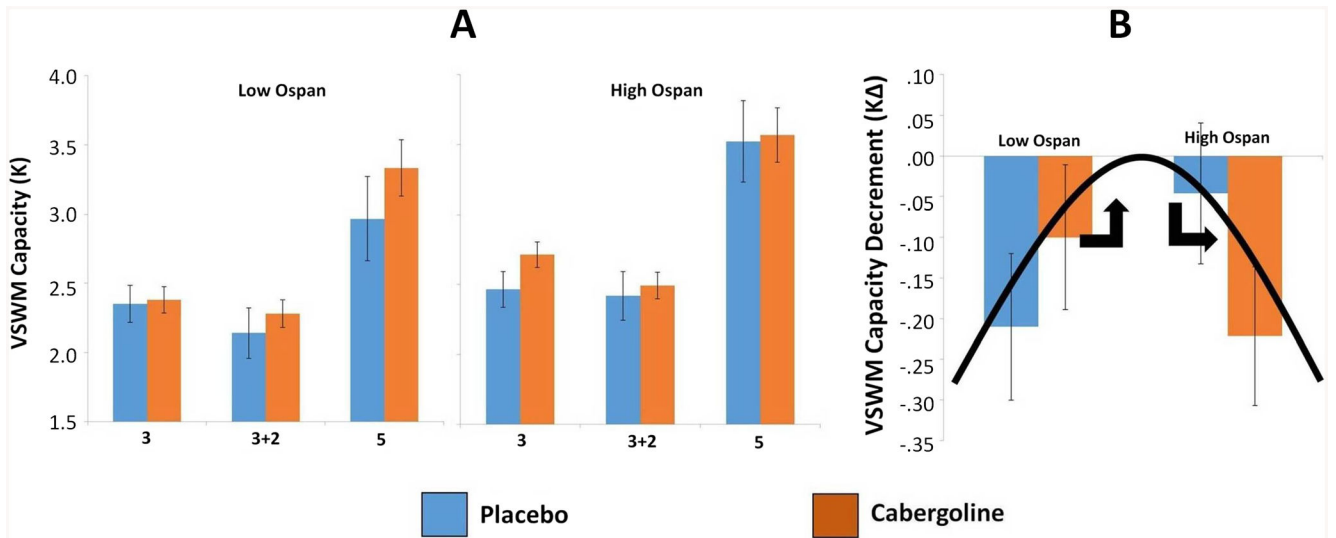 A
B
Low Ospan
High Ospan
VSWM Capacity (K)
4.0
3.5
3.0
2.5
2.0
1.5
3
3+2
5
3
3+2
5
VSWM Capacity Decrement (KΔ)
.10
.05
.00
-.05
-.10
-.15
-.20
-.25
-.30
-.35
Low Ospan
High Ospan
Placebo
Cabergoline